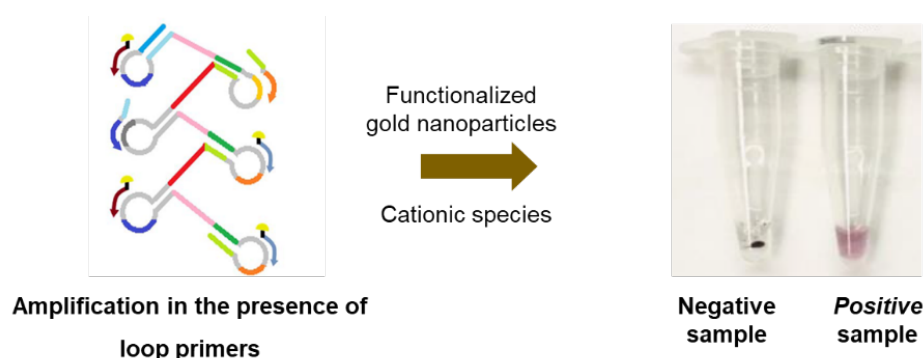 Functionalized
gold nanoparticles
Cationic species
Amplification in the presence of
loop primers
Negative
sample
Positive
sample